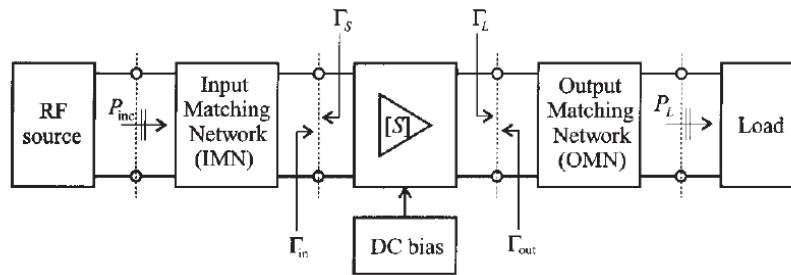 Γ_S
Γ_L
RF
source
P_inc
Input
Matching
Network
(IMN)
[S]
Output
Matching
Network
(OMN)
P_L
Load
Γ_in
DC bias
Γ_out